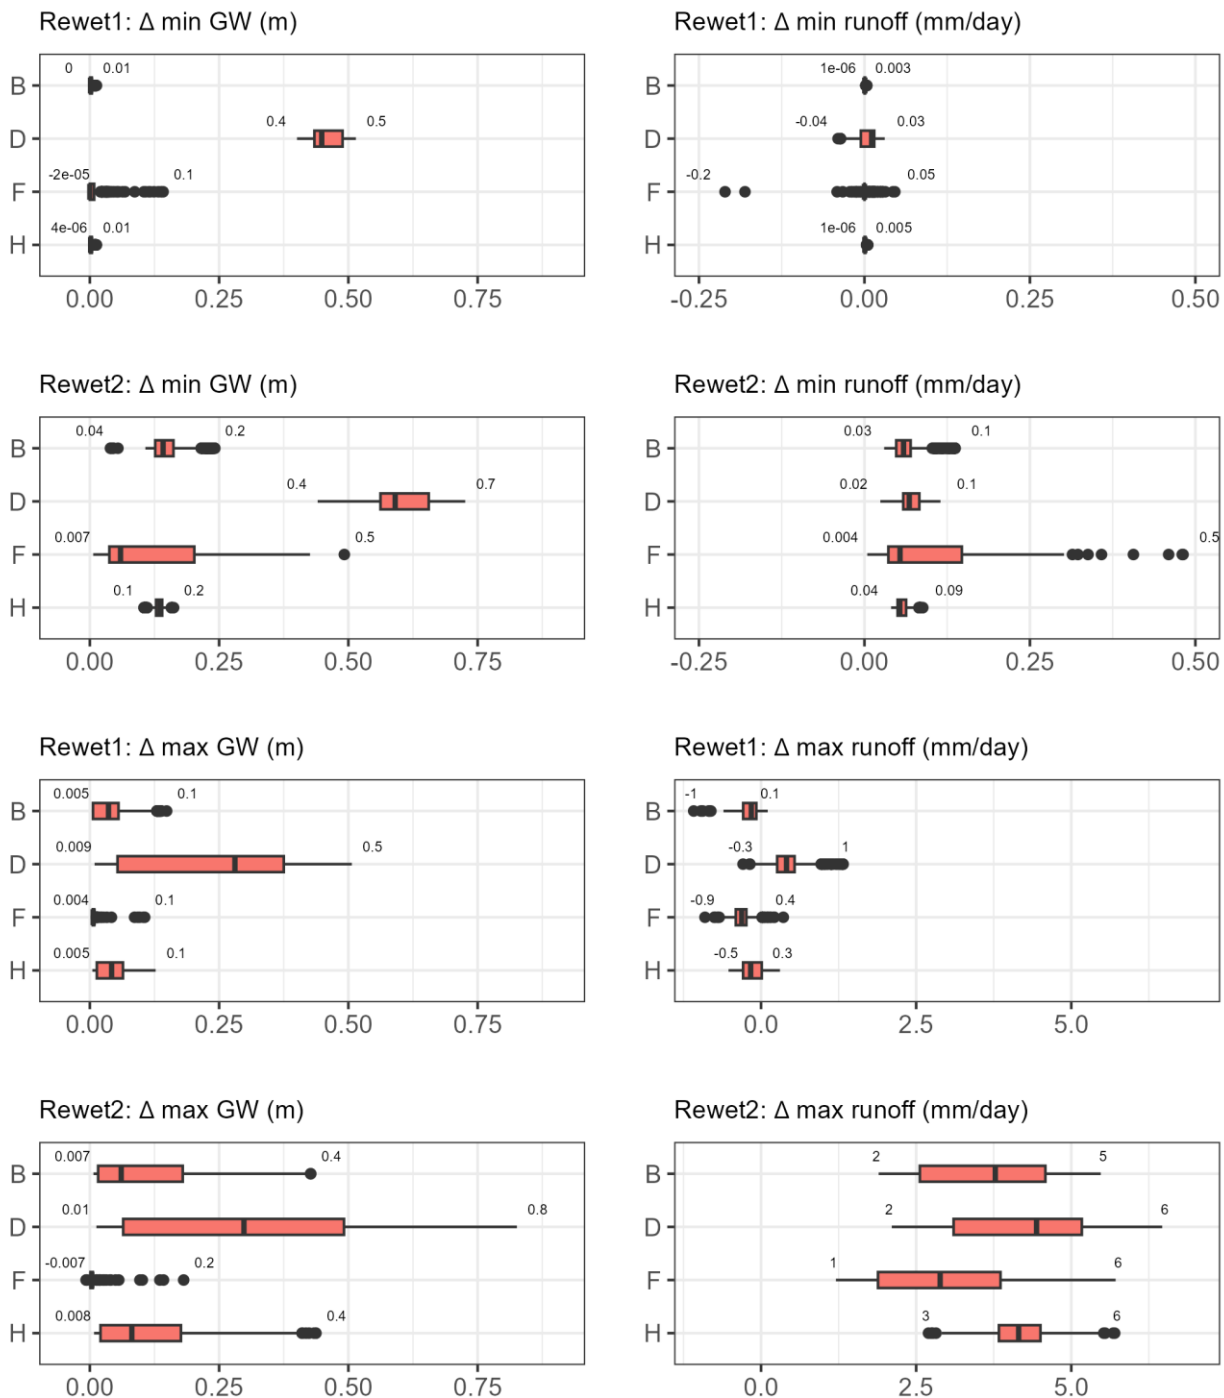 Rewet1: Δ min GW (m)
B 0 0.01
D 0.4 0.5
F -2e-05 0.1
H 4e-06 0.01
0.00 0.25 0.50 0.75
Rewet1: Δ min runoff (mm/day)
B 1e-06 0.003
D -0.04 0.03
F -0.2 0.05
H 1e-06 0.005
-0.25 0.00 0.25 0.50
Rewet2: Δ min GW (m)
B 0.04 0.2
D 0.4 0.7
F 0.007 0.5
H 0.1 0.2
0.00 0.25 0.50 0.75
Rewet2: Δ min runoff (mm/day)
B 0.03 0.1
D 0.02 0.1
F 0.004 0.5
H 0.04 0.09
-0.25 0.00 0.25 0.50
Rewet1: Δ max GW (m)
B 0.005 0.1
D 0.009 0.5
F 0.004 0.1
H 0.005 0.1
0.00 0.25 0.50 0.75
Rewet1: Δ max runoff (mm/day)
B -1 0.1
D -0.3 1
F -0.9 0.4
H -0.5 0.3
0.0 2.5 5.0
Rewet2: Δ max GW (m)
B 0.007 0.4
D 0.01 0.8
F -0.007 0.2
H 0.008 0.4
0.00 0.25 0.50 0.75
Rewet2: Δ max runoff (mm/day)
B 2 5
D 2 6
F 1 6
H 3 6
0.0 2.5 5.0